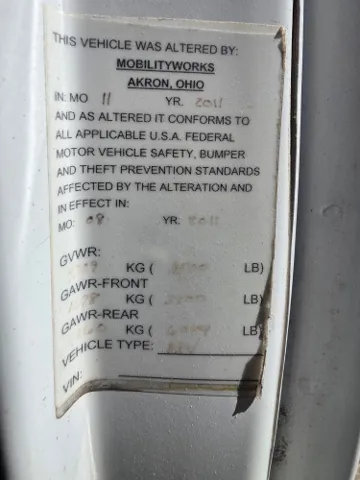 THIS VEHICLE WAS ALTERED BY:
MOBILITYWORKS
AKRON, OHIO
IN: MO 11 YR. 2011
AND AS ALTERED IT CONFORMS TO
ALL APPLICABLE U.S.A. FEDERAL
MOTOR VEHICLE SAFETY, BUMPER
AND THEFT PREVENTION STANDARDS
AFFECTED BY THE ALTERATION AND
IN EFFECT IN:
MO: 08 YR: 2011
GVWR:
KG ( LB)
GAWR-FRONT
KG ( LB)
GAWR-REAR
KG ( LB)
VEHICLE TYPE:
VIN: